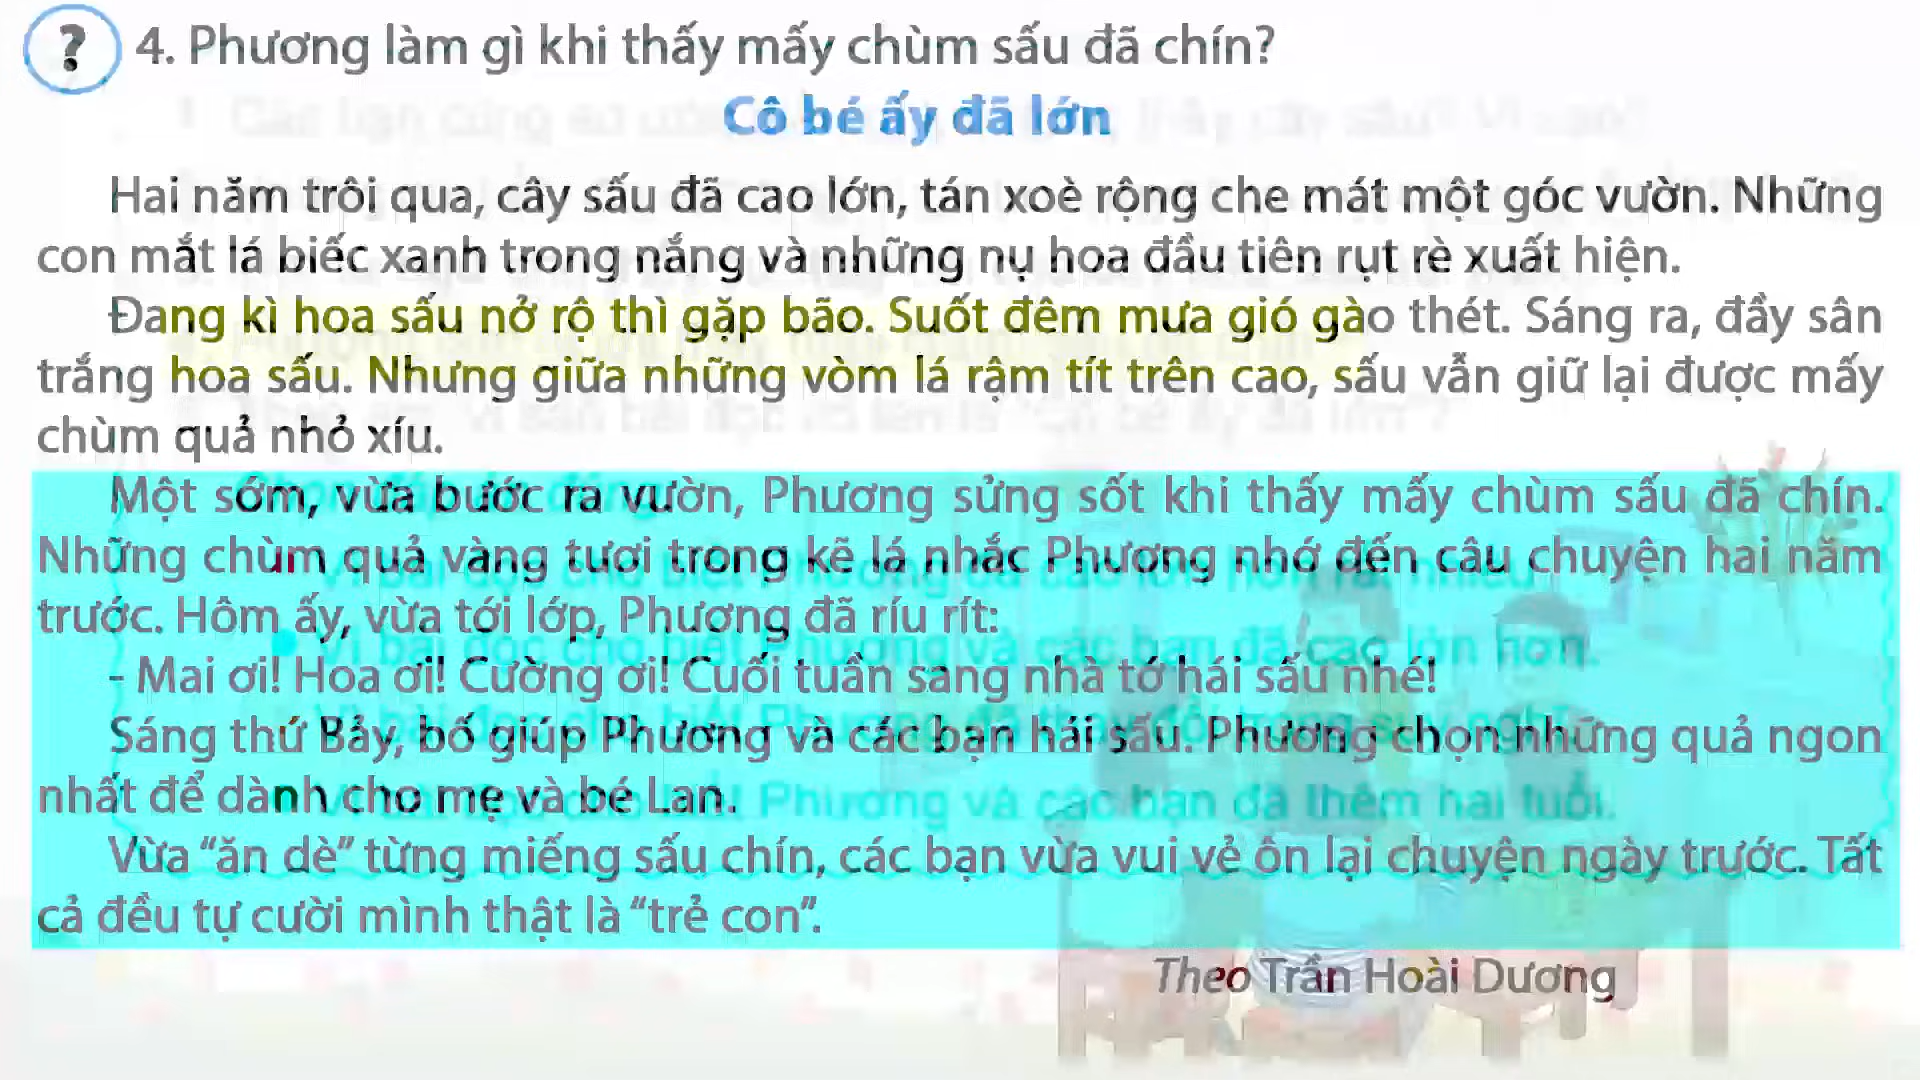 ? 4. Phương làm gì khi thấy mấy chùm sấu đã chín?
Cô bé ấy đã lớn
Hai năm trôi qua, cây sấu đã cao lớn, tán xoè rộng che mát một góc vườn. Những
con mắt lá biếc xanh trong nắng và những nụ hoa đầu tiên rụt rè xuất hiện.
Đang kì hoa sấu nở rộ thì gặp bão. Suốt đêm mưa gió gào thét. Sáng ra, đầy sân
trắng hoa sấu. Nhưng giữa những vòm lá rậm tít trên cao, sấu vẫn giữ lại được mấy
chùm quả nhỏ xíu.
Một sớm, vừa bước ra vườn, Phương sửng sốt khi thấy mấy chùm sấu đã chín.
Những chùm quả vàng tươi trong kẽ lá nhắc Phương nhớ đến câu chuyện hai năm
trước. Hôm ấy, vừa tới lớp, Phương đã ríu rít:
- Mai ơi! Hoa ơi! Cường ơi! Cuối tuần sang nhà tớ hái sấu nhé!
Sáng thứ Bảy, bố giúp Phương và các bạn hái sấu. Phương chọn những quả ngon
nhất để dành cho mẹ và bé Lan.
Vừa “ăn dè” từng miếng sấu chín, các bạn vừa vui vẻ ôn lại chuyện ngày trước. Tất
cả đều tự cười mình thật là “trẻ con”.
Theo Trần Hoài Dương